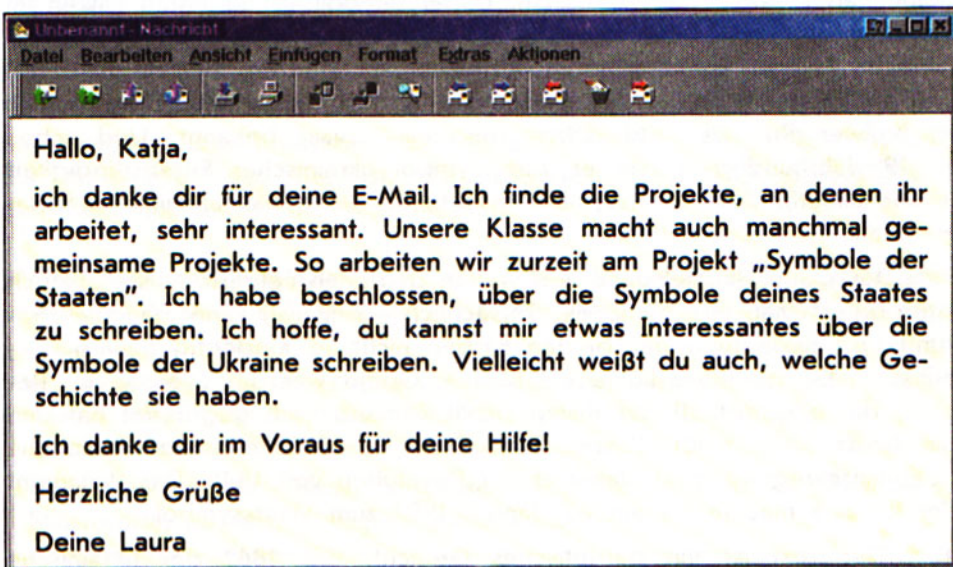 Unbenannt - Nachricht
Datei Bearbeiten Ansicht Einfügen Format Extras Aktionen
Hallo, Katja,
ich danke dir für deine E-Mail. Ich finde die Projekte, an denen ihr
arbeitet, sehr interessant. Unsere Klasse macht auch manchmal ge-
meinsame Projekte. So arbeiten wir zurzeit am Projekt „Symbole der
Staaten". Ich habe beschlossen, über die Symbole deines Staates
zu schreiben. Ich hoffe, du kannst mir etwas Interessantes über die
Symbole der Ukraine schreiben. Vielleicht weißt du auch, welche Ge-
schichte sie haben.
Ich danke dir im Voraus für deine Hilfe!
Herzliche Grüße
Deine Laura